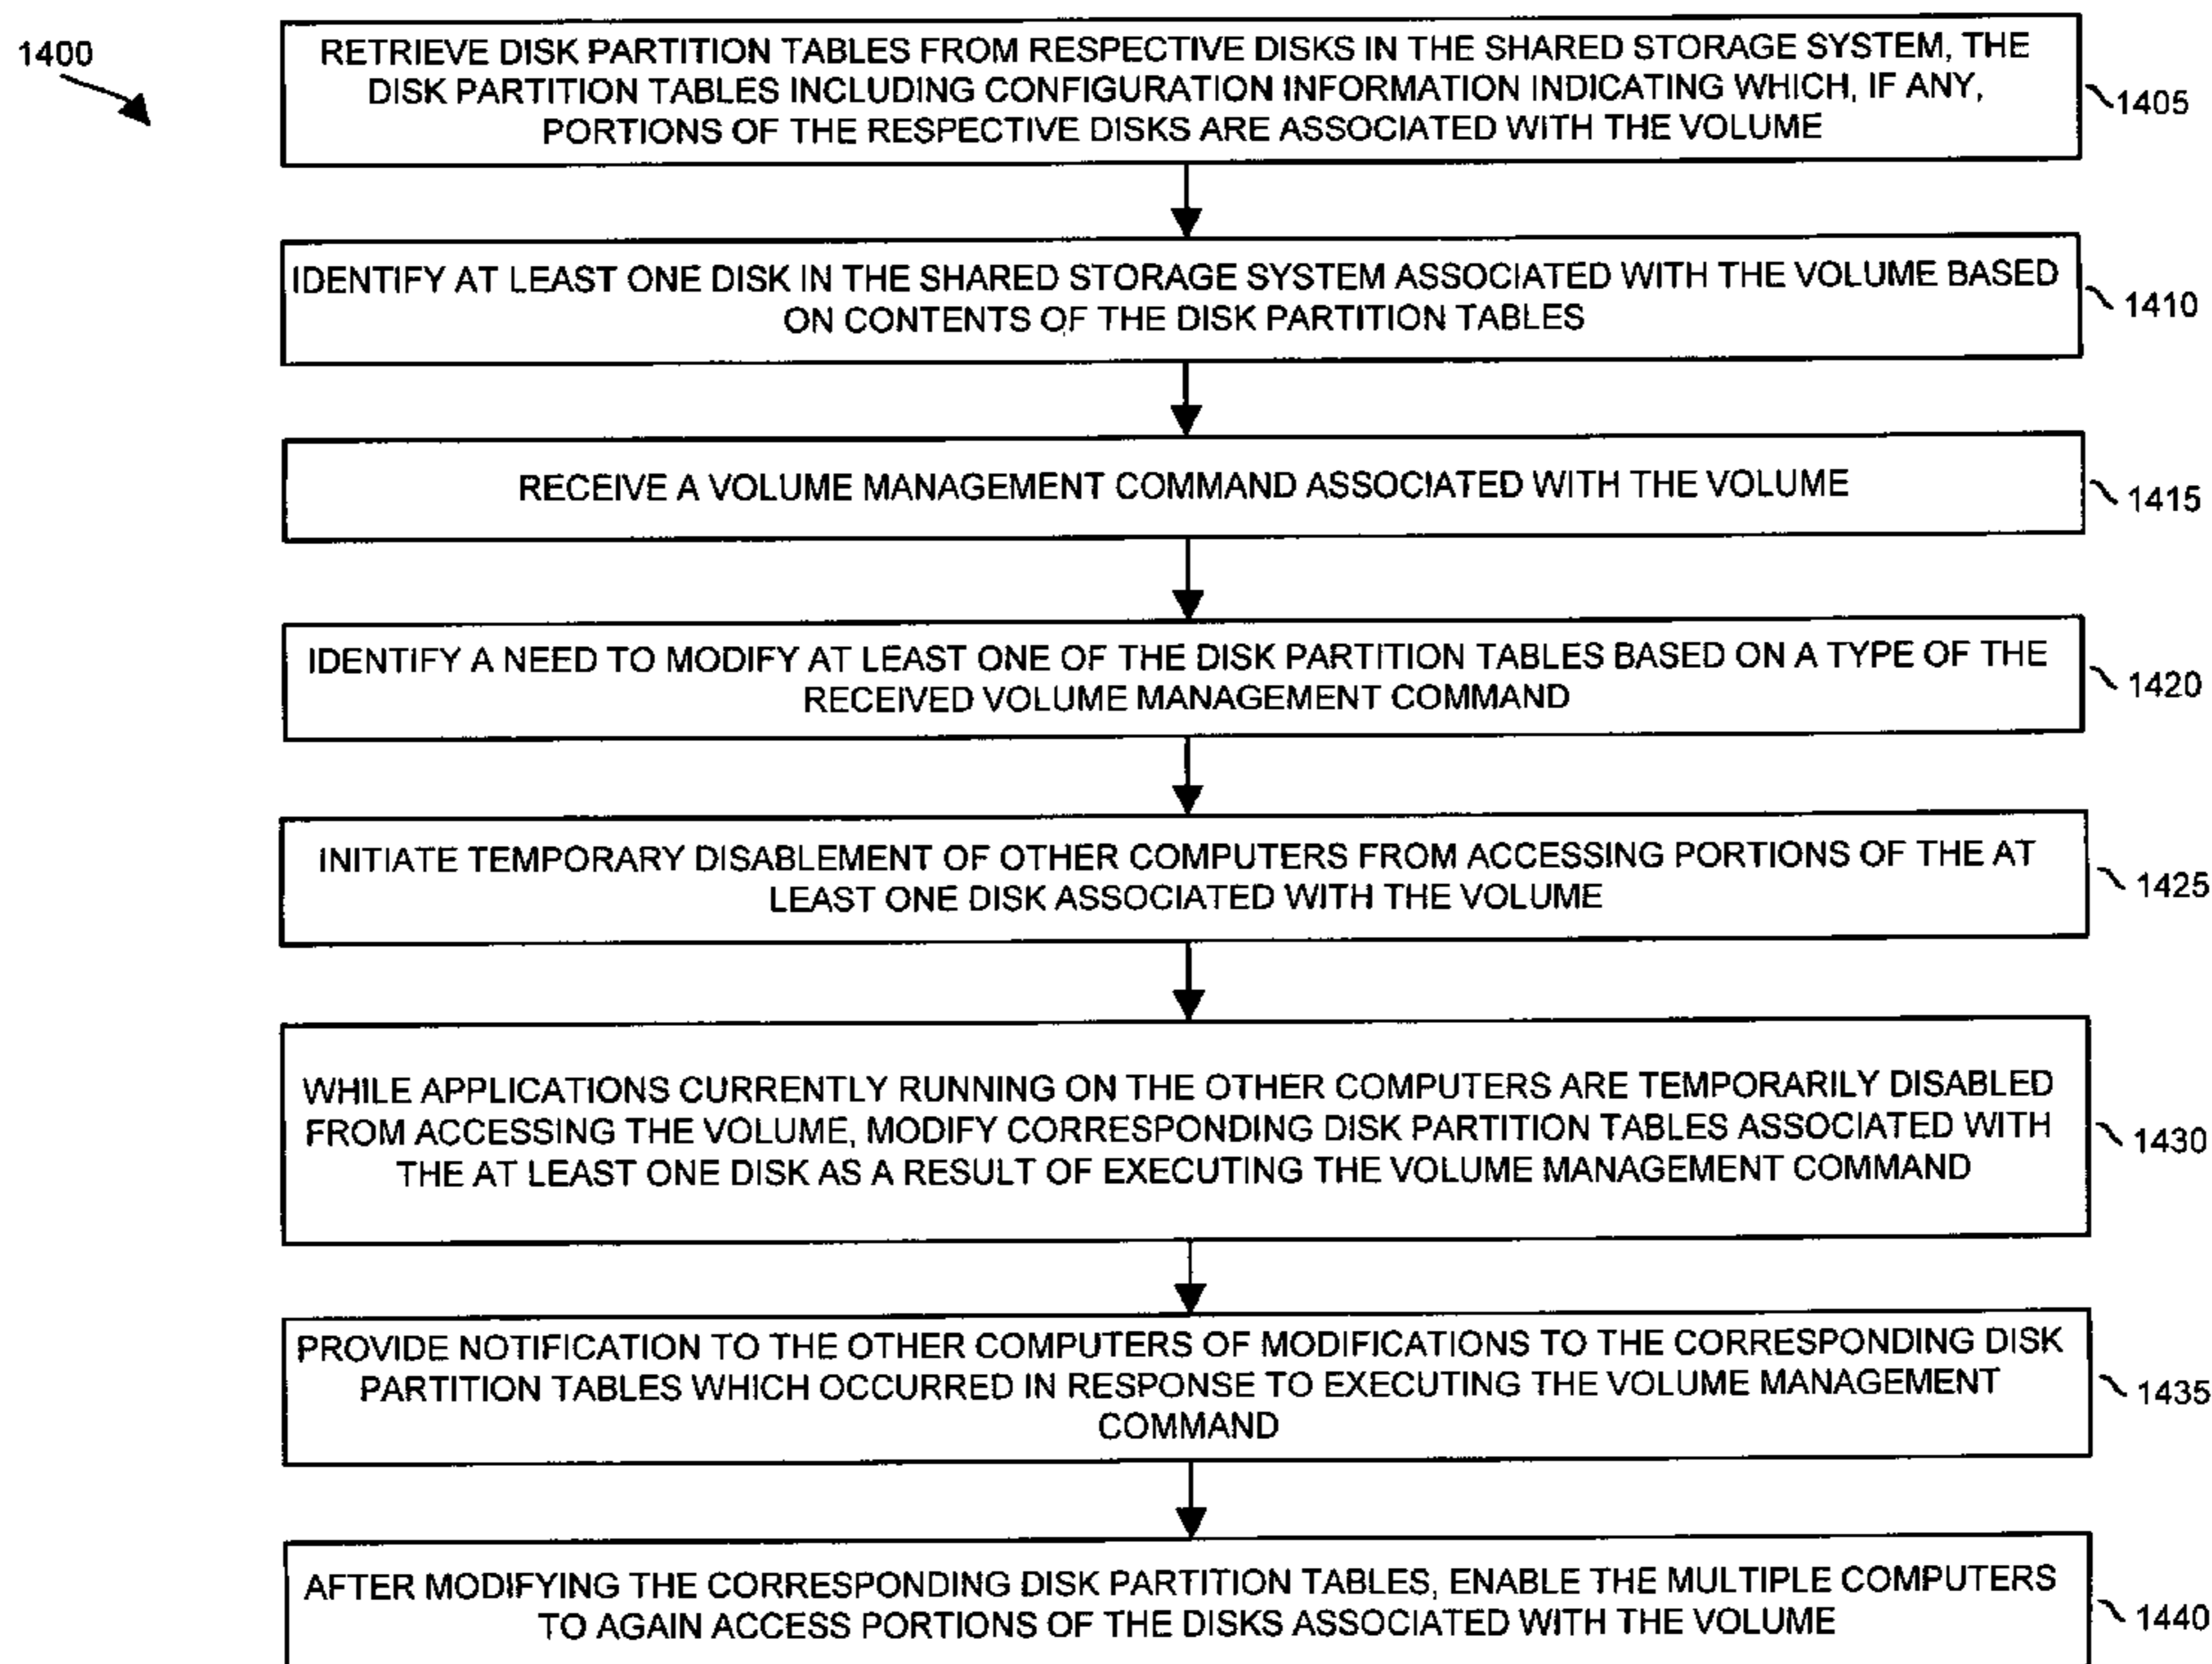 1400
RETRIEVE DISK PARTITION TABLES FROM RESPECTIVE DISKS IN THE SHARED STORAGE SYSTEM, THE
DISK PARTITION TABLES INCLUDING CONFIGURATION INFORMATION INDICATING WHICH, IF ANY,
PORTIONS OF THE RESPECTIVE DISKS ARE ASSOCIATED WITH THE VOLUME
1405
IDENTIFY AT LEAST ONE DISK IN THE SHARED STORAGE SYSTEM ASSOCIATED WITH THE VOLUME BASED
ON CONTENTS OF THE DISK PARTITION TABLES
1410
RECEIVE A VOLUME MANAGEMENT COMMAND ASSOCIATED WITH THE VOLUME
1415
IDENTIFY A NEED TO MODIFY AT LEAST ONE OF THE DISK PARTITION TABLES BASED ON A TYPE OF THE
RECEIVED VOLUME MANAGEMENT COMMAND
1420
INITIATE TEMPORARY DISABLEMENT OF OTHER COMPUTERS FROM ACCESSING PORTIONS OF THE AT
LEAST ONE DISK ASSOCIATED WITH THE VOLUME
1425
WHILE APPLICATIONS CURRENTLY RUNNING ON THE OTHER COMPUTERS ARE TEMPORARILY DISABLED
FROM ACCESSING THE VOLUME, MODIFY CORRESPONDING DISK PARTITION TABLES ASSOCIATED WITH
THE AT LEAST ONE DISK AS A RESULT OF EXECUTING THE VOLUME MANAGEMENT COMMAND
1430
PROVIDE NOTIFICATION TO THE OTHER COMPUTERS OF MODIFICATIONS TO THE CORRESPONDING DISK
PARTITION TABLES WHICH OCCURRED IN RESPONSE TO EXECUTING THE VOLUME MANAGEMENT
COMMAND
1435
AFTER MODIFYING THE CORRESPONDING DISK PARTITION TABLES, ENABLE THE MULTIPLE COMPUTERS
TO AGAIN ACCESS PORTIONS OF THE DISKS ASSOCIATED WITH THE VOLUME
1440